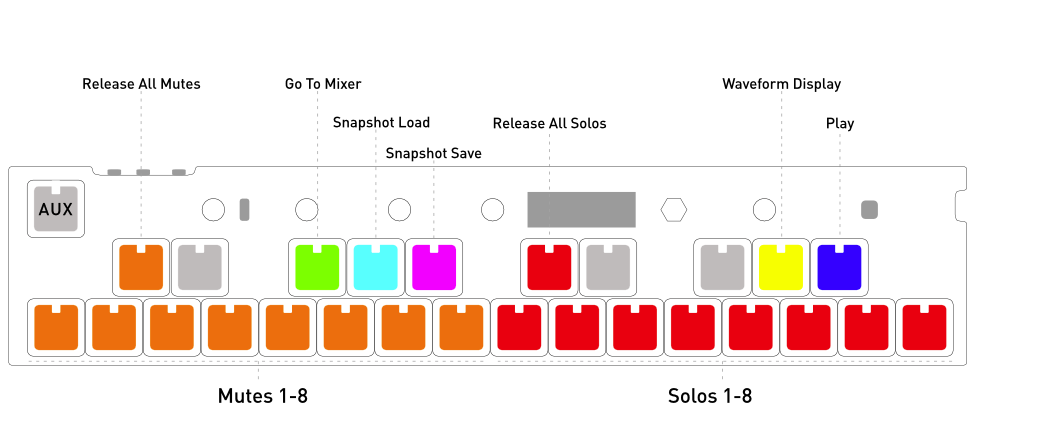 Release All Mutes
Go To Mixer
Waveform Display
Snapshot Load
Release All Solos
Play
Snapshot Save
AUX
Mutes 1-8
Solos 1-8